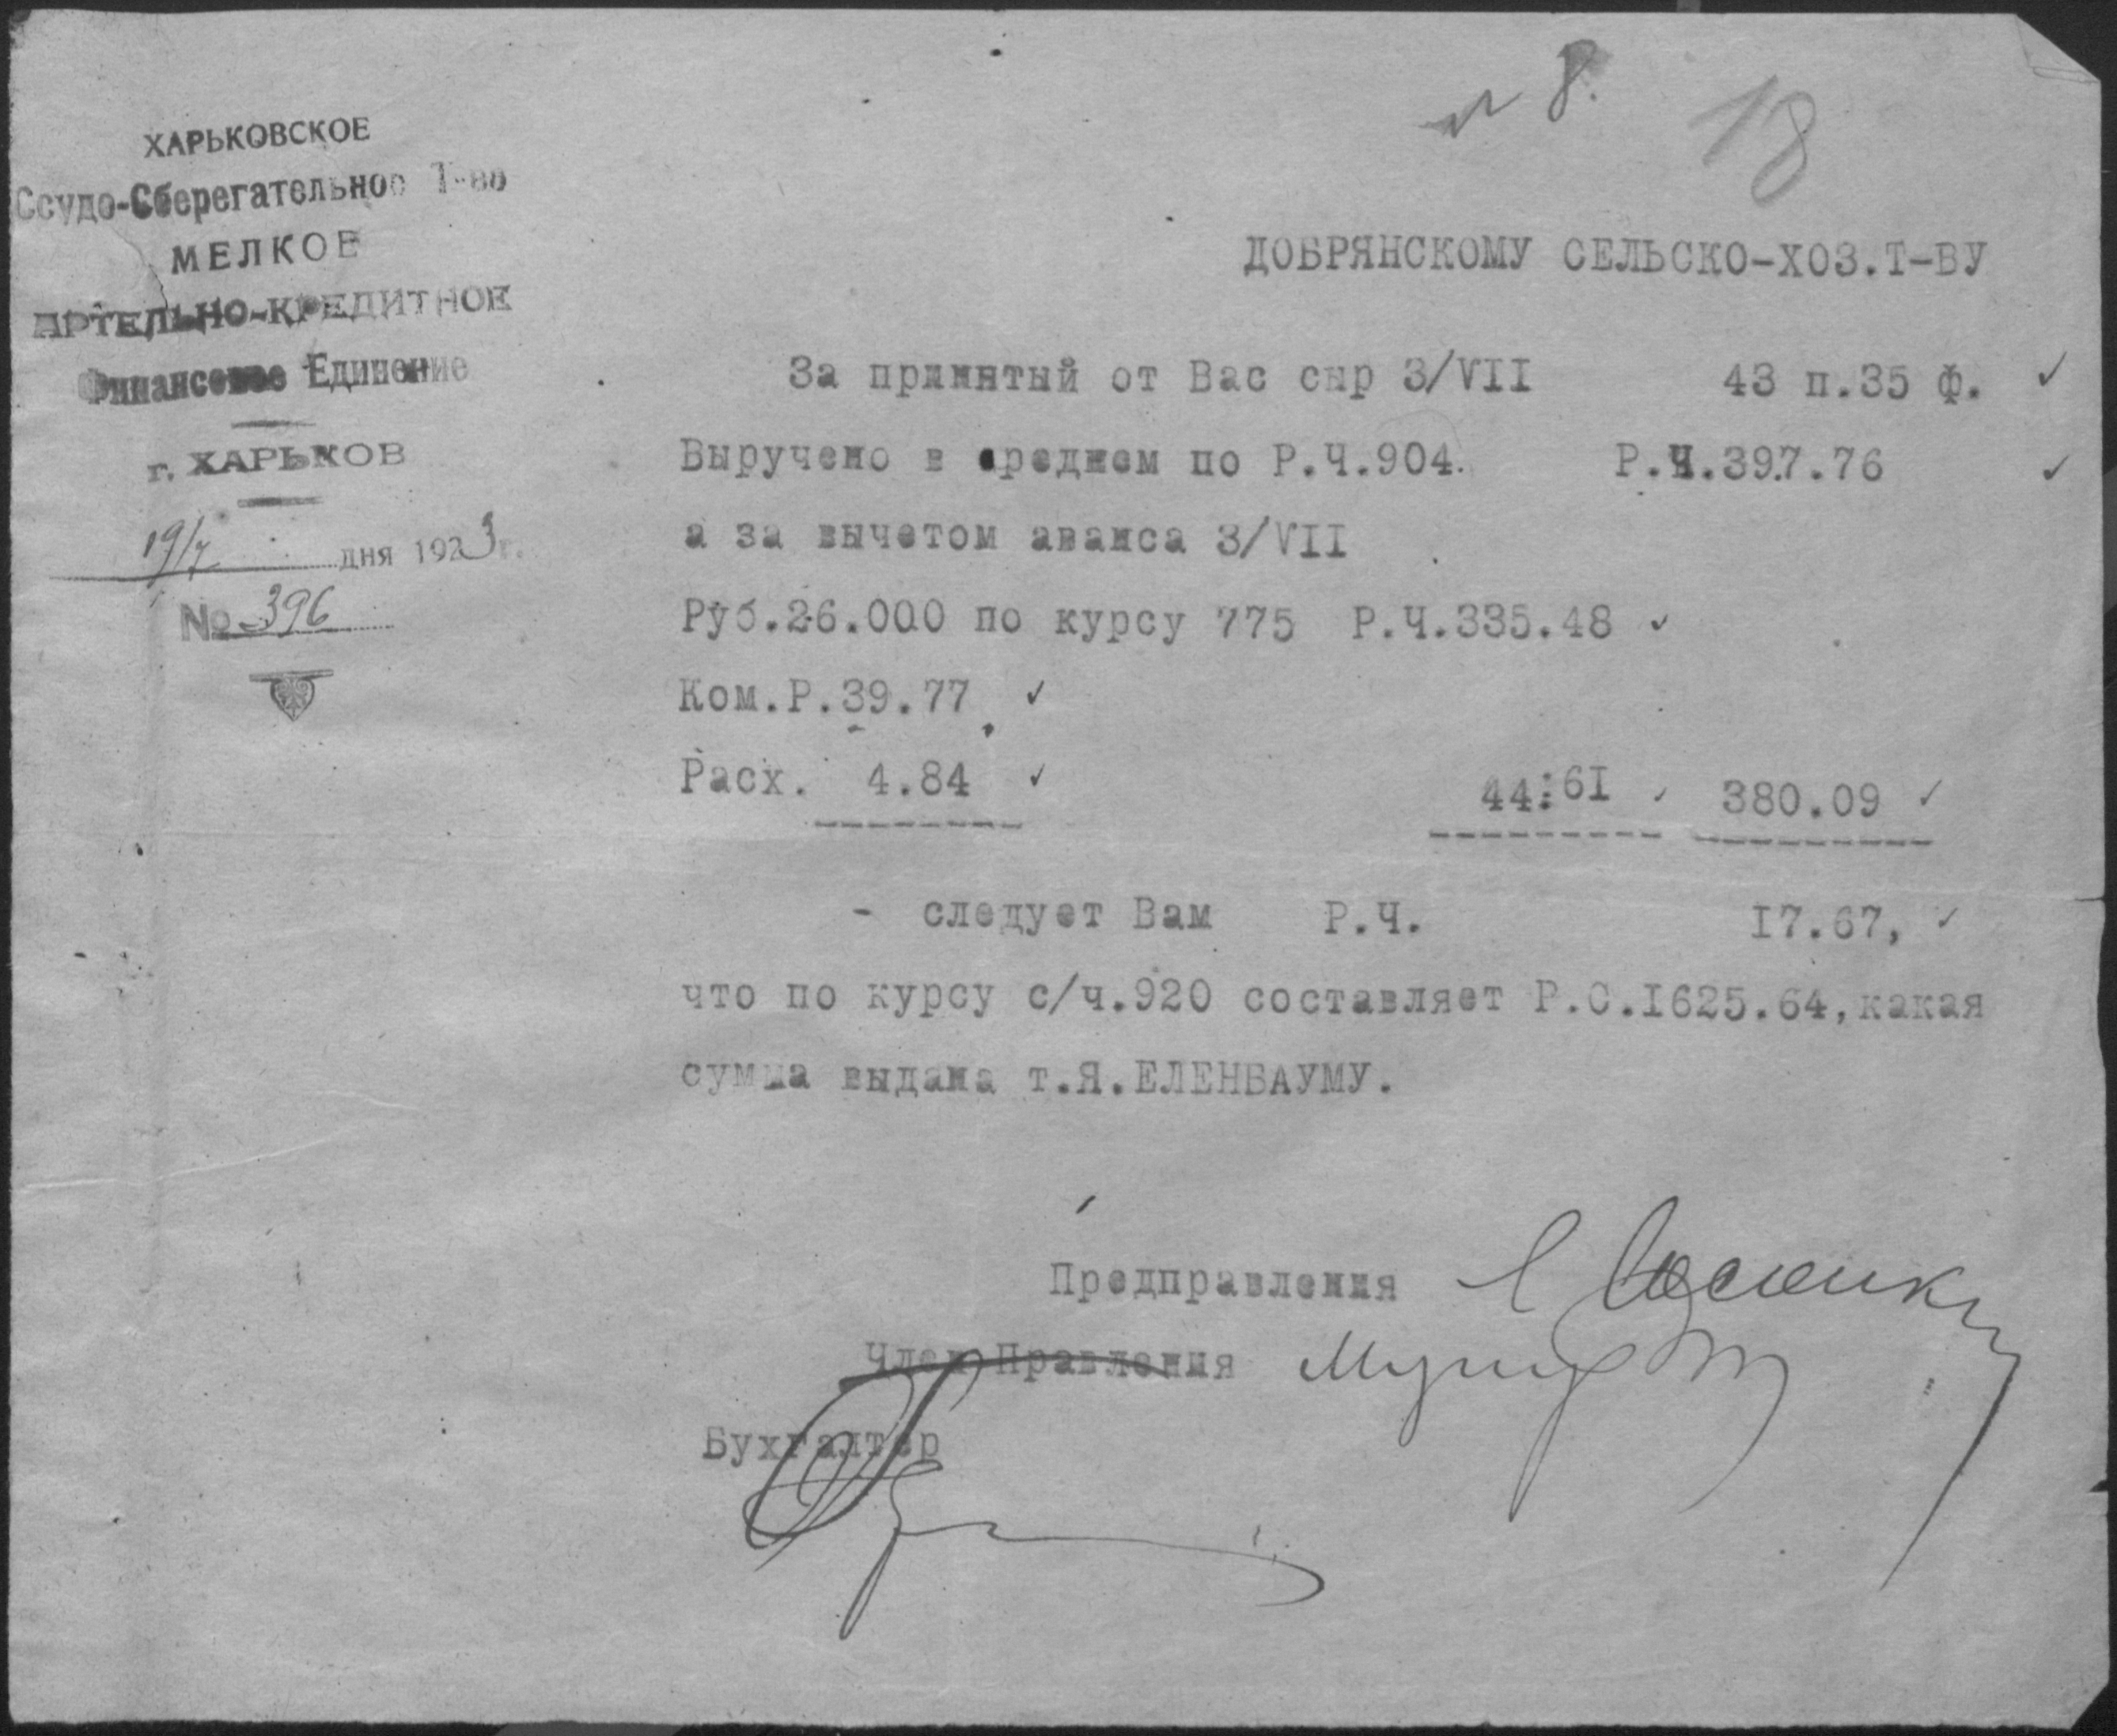 № 8.
18
ХАРЬКОВСКОЕ
Ссудо-Сберегательное Т-во
МЕЛКОЕ
АРТЕЛЬНО-КРЕДИТНОЕ
Финансовое Единение
г. ХАРЬКОВ
19/7 дня 1923 г.
№ 396
ДОБРЯНСКОМУ СЕЛЬСКО-ХОЗ.Т-ВУ
За принятый от Вас сыр 3/VII 43 п.35 ф. ✓
Выручено в среднем по Р.Ч.904. Р.Ч.397.76 ✓
а за вычетом аванса 3/VII
Руб.26.000 по курсу 775 Р.Ч.335.48 ✓
Ком.Р.39.77 ✓
Расх. 4.84 ✓ 44:61 ✓ 380.09 ✓
- следует Вам Р.Ч. 17.67, ✓
что по курсу с/ч.920 составляет Р.С.1625.64, какая
сумма выдана т.Я.ЕЛЕНБАУМУ.
Предправления
Член Правления
Бухгалтер